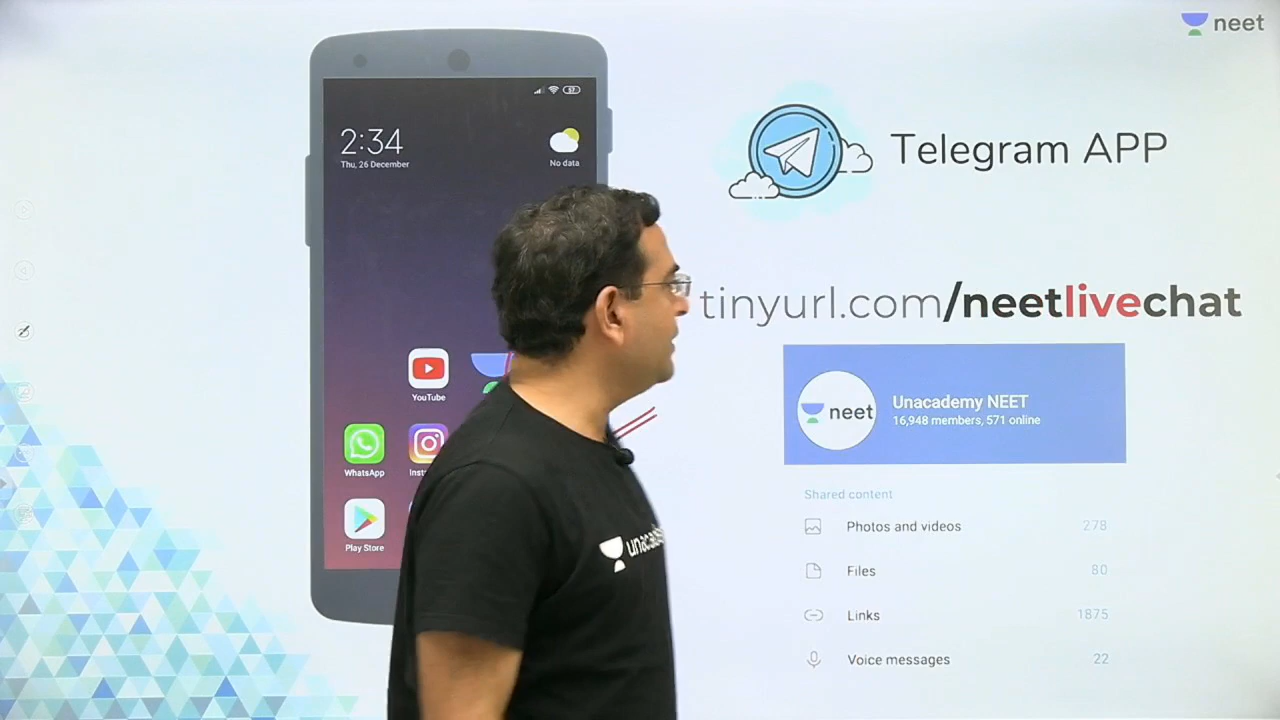 neet
57
2:34
Thu, 26 December
No data
Telegram APP
tinyurl.com/neetlivechat
YouTube
neet
Unacademy NEET
16,948 members, 571 online
WhatsApp
Shared content
Photos and videos 278
Play Store
unacademy
Files 80
Links 1875
Voice messages 22